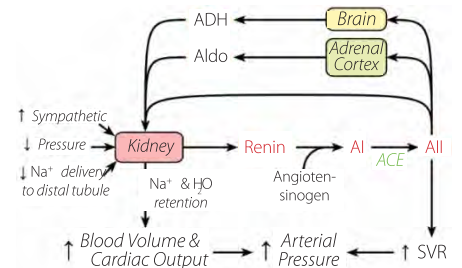 ADH
Brain
Aldo
Adrenal
Cortex
↑ Sympathetic
↓ Pressure
↓ Na⁺ delivery
to distal tubule
Kidney
Renin
AI
AII
ACE
Angioten-
sinogen
Na⁺ & H₂O
retention
↑ Blood Volume &
Cardiac Output
↑ Arterial
Pressure
↑ SVR